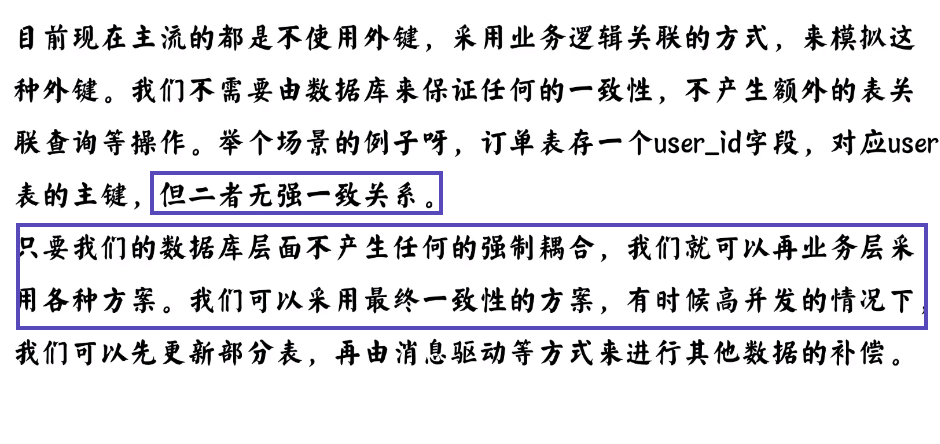 目前现在主流的都是不使用外键，采用业务逻辑关联的方式，来模拟这
种外键。我们不需要由数据库来保证任何的一致性，不产生额外的表关
联查询等操作。举个场景的例子呀，订单表存一个user_id字段，对应user
表的主键，但二者无强一致关系。
只要我们的数据库层面不产生任何的强制耦合，我们就可以再业务层采
用各种方案。我们可以采用最终一致性的方案，有时候高并发的情况下，
我们可以先更新部分表，再由消息驱动等方式来进行其他数据的补偿。